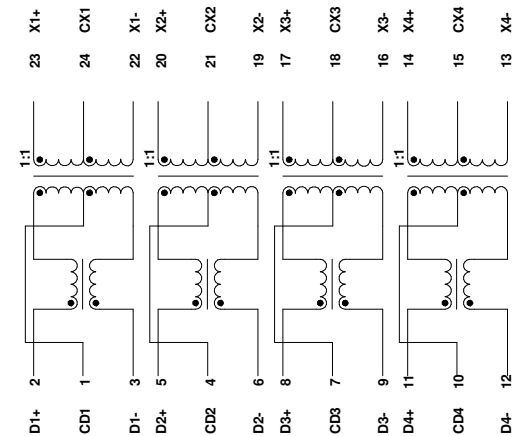 X1+ CX1 X1- X2+ CX2 X2- X3+ CX3 X3- X4+ CX4 X4-
23 24 22 20 21 19 17 18 16 14 15 13
1:1 1:1 1:1 1:1
2 1 3 5 4 6 8 7 9 11 10 12
D1+ CD1 D1- D2+ CD2 D2- D3+ CD3 D3- D4+ CD4 D4-